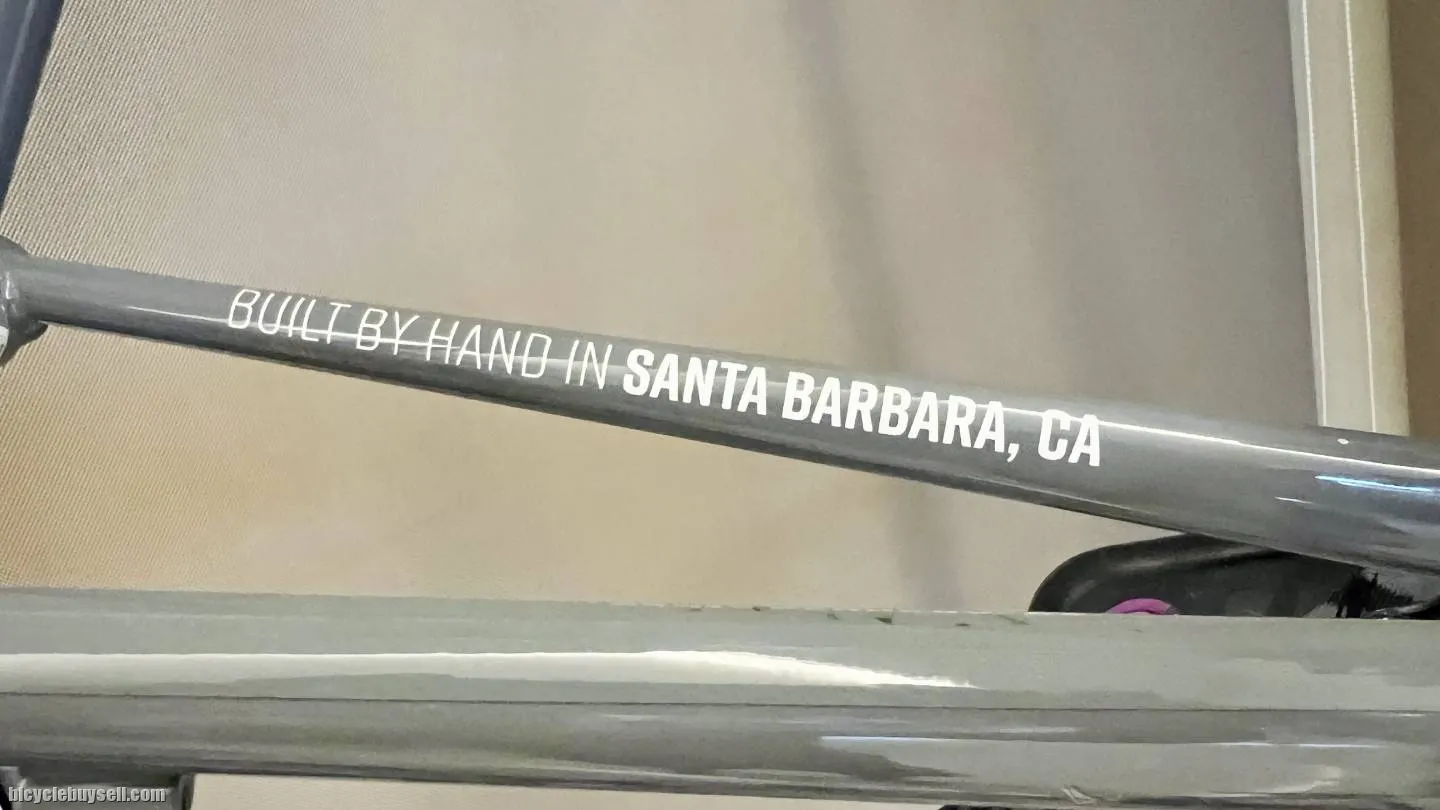 BUILT BY HAND IN SANTA BARBARA, CA
bicyclebuysell.com